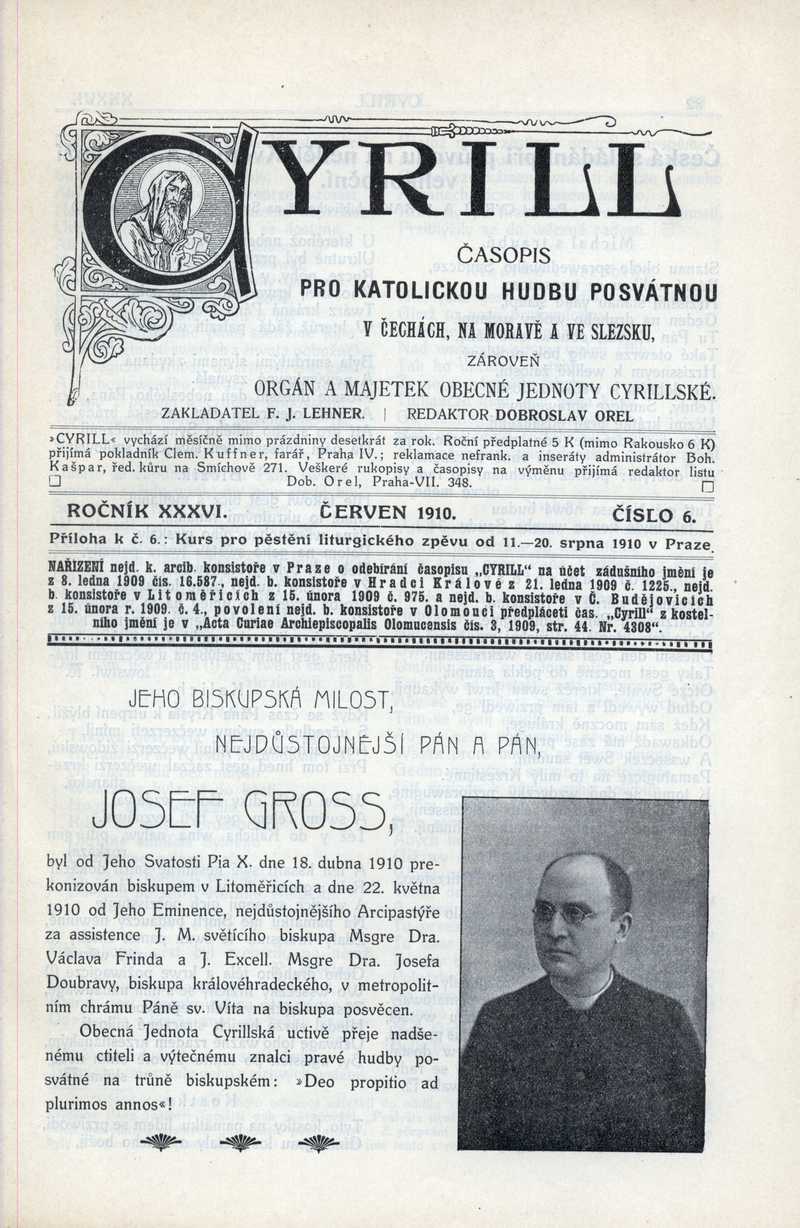 CYRILL
ČASOPIS
PRO KATOLICKOU HUDBU POSVÁTNOU
V ČECHÁCH, NA MORAVĚ A VE SLEZSKU,
ZÁROVEŇ
ORGÁN A MAJETEK OBECNÉ JEDNOTY CYRILLSKÉ.
ZAKLADATEL F. J. LEHNER. | REDAKTOR DOBROSLAV OREL
»CYRILL« vychází měsíčně mimo prázdniny desetkrát za rok. Roční předplatné 5 K (mimo Rakousko 6 K)
přijímá pokladník Clem. Kuffner, farář, Praha IV.; reklamace nefrank. a inseráty administrátor Boh.
Kašpar, řed. kůru na Smíchově 271. Veškeré rukopisy a časopisy na výměnu přijímá redaktor listu
Dob. Orel, Praha-VII. 348.
ROČNÍK XXXVI. ČERVEN 1910. ČÍSLO 6.
Příloha k č. 6.: Kurs pro pěstění liturgického zpěvu od 11.—20. srpna 1910 v Praze.
NAŘÍZENÍ nejd. k. arcib. konsistoře v Praze o odebírání časopisu „CYRILL“ na účet zádušního jmění je
z 8. ledna 1909 čís. 16.587., nejd. b. konsistoře v Hradci Králové z 21. ledna 1909 č. 1225., nejd.
b. konsistoře v Litoměřicích z 15. února 1909 č. 975. a nejd. b. konsistoře v Č. Budějovicích
z 15. února r. 1909. č. 4., povolení nejd. b. konsistoře v Olomouci předpláceti čas. „Cyrill“ z kostel-
ního jmění je v „Acta Curiae Archiepiscopalis Olomucensis čís. 3, 1909, str. 44. Nr. 4308“.
JEHO BISKUPSKÁ MILOST,
NEJDŮSTOJNĚJŠÍ PÁN A PÁN,
JOSEF GROSS,
byl od Jeho Svatosti Pia X. dne 18. dubna 1910 pre-
konizován biskupem v Litoměřicích a dne 22. května
1910 od Jeho Eminence, nejdůstojnějšího Arcipastýře
za assistence J. M. světícího biskupa Msgre Dra.
Václava Frinda a J. Excell. Msgre Dra. Josefa
Doubravy, biskupa královéhradeckého, v metropolit-
ním chrámu Páně sv. Víta na biskupa posvěcen.
Obecná Jednota Cyrillská uctivě přeje nadše-
nému ctiteli a výtečnému znalci pravé hudby po-
svátné na trůně biskupském: »Deo propitio ad
plurimos annos«!